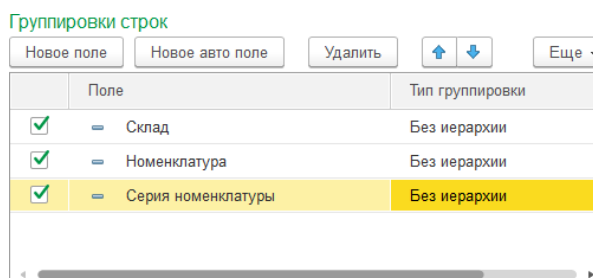 Группировки строк
Новое поле Новое авто поле Удалить Еще
Поле Тип группировки
Склад Без иерархии
Номенклатура Без иерархии
Серия номенклатуры Без иерархии